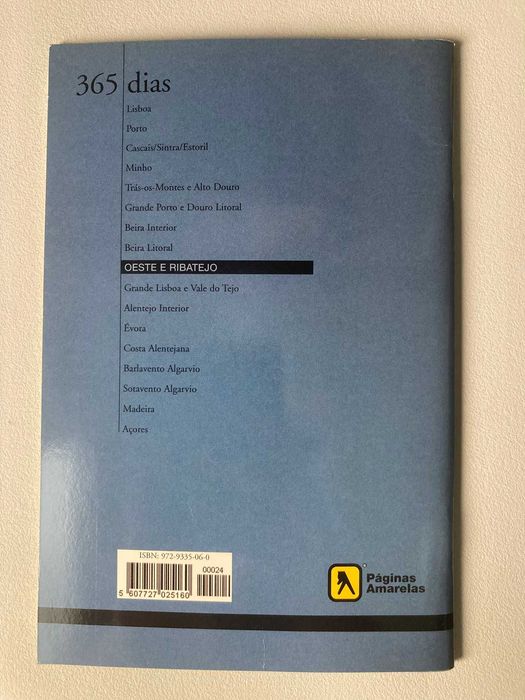 365 dias
Lisboa
Porto
Cascais/Sintra/Estoril
Minho
Trás-os-Montes e Alto Douro
Grande Porto e Douro Litoral
Beira Interior
Beira Litoral
OESTE E RIBATEJO
Grande Lisboa e Vale do Tejo
Alentejo Interior
Évora
Costa Alentejana
Barlavento Algarvio
Sotavento Algarvio
Madeira
Açores
ISBN: 972-9335-06-0
00024
5 607727 025160
Páginas
Amarelas